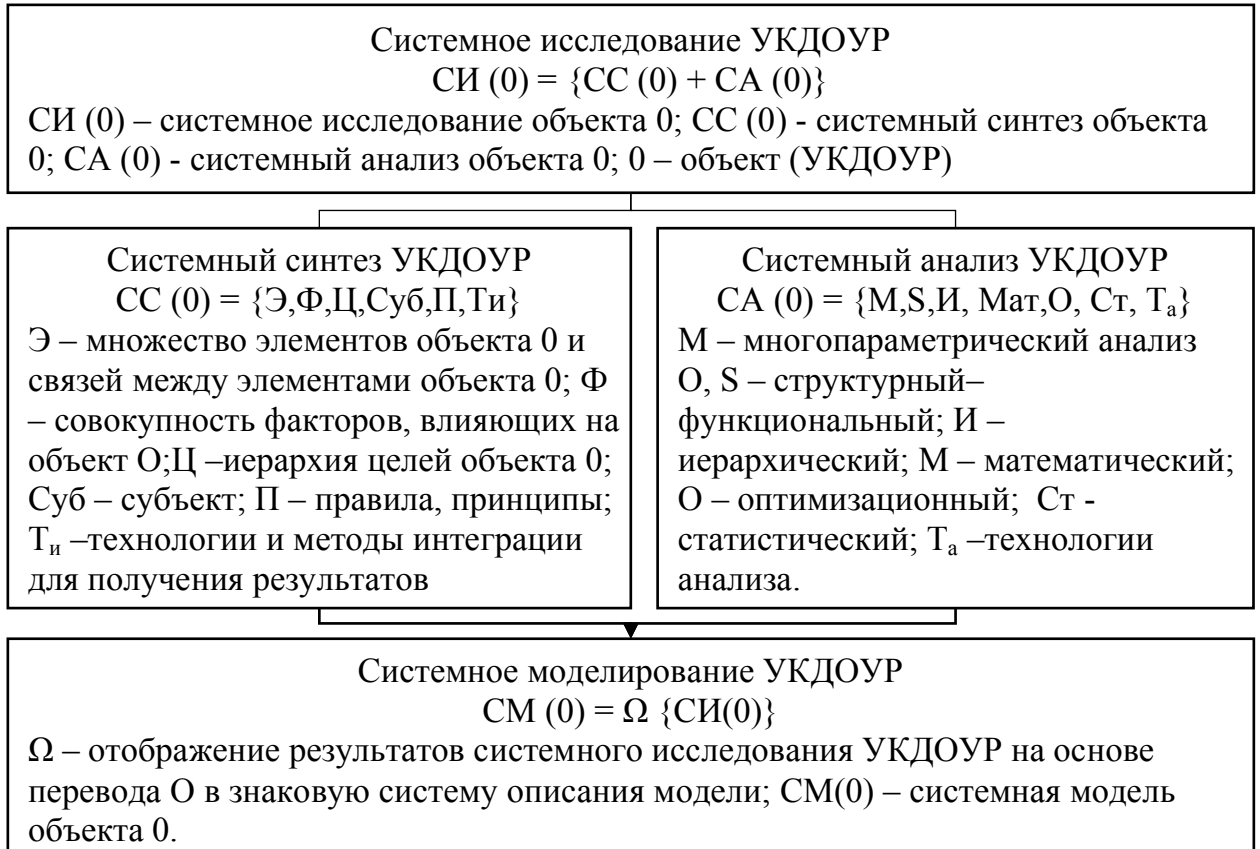 Системное исследование УКДОУР
СИ (0) = {СС (0) + СА (0)}
СИ (0) – системное исследование объекта 0; СС (0) - системный синтез объекта
0; СА (0) - системный анализ объекта 0; 0 – объект (УКДОУР)
Системный синтез УКДОУР
СС (0) = {Э,Ф,Ц,Суб,П,Ти}
Э – множество элементов объекта 0 и
связей между элементами объекта 0; Ф
– совокупность факторов, влияющих на
объект О;Ц –иерархия целей объекта 0;
Суб – субъект; П – правила, принципы;
Tи –технологии и методы интеграции
для получения результатов
Системный анализ УКДОУР
СА (0) = {М,S,И, Мат,О, Ст, Tа}
М – многопараметрический анализ
О, S – структурный–
функциональный; И –
иерархический; М – математический;
О – оптимизационный; Ст -
статистический; Tа –технологии
анализа.
Системное моделирование УКДОУР
СМ (0) = Ω {СИ(0)}
Ω – отображение результатов системного исследования УКДОУР на основе
перевода О в знаковую систему описания модели; СМ(0) – системная модель
объекта 0.